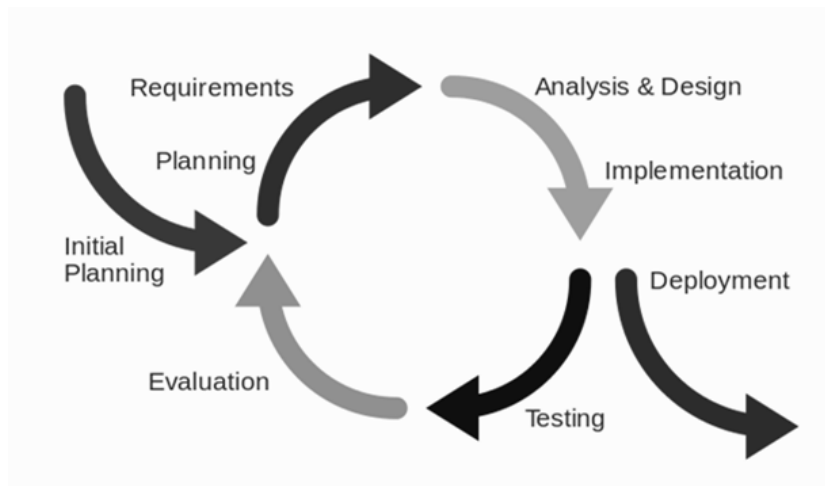 Requirements
Analysis & Design
Planning
Implementation
Initial
Planning
Deployment
Evaluation
Testing